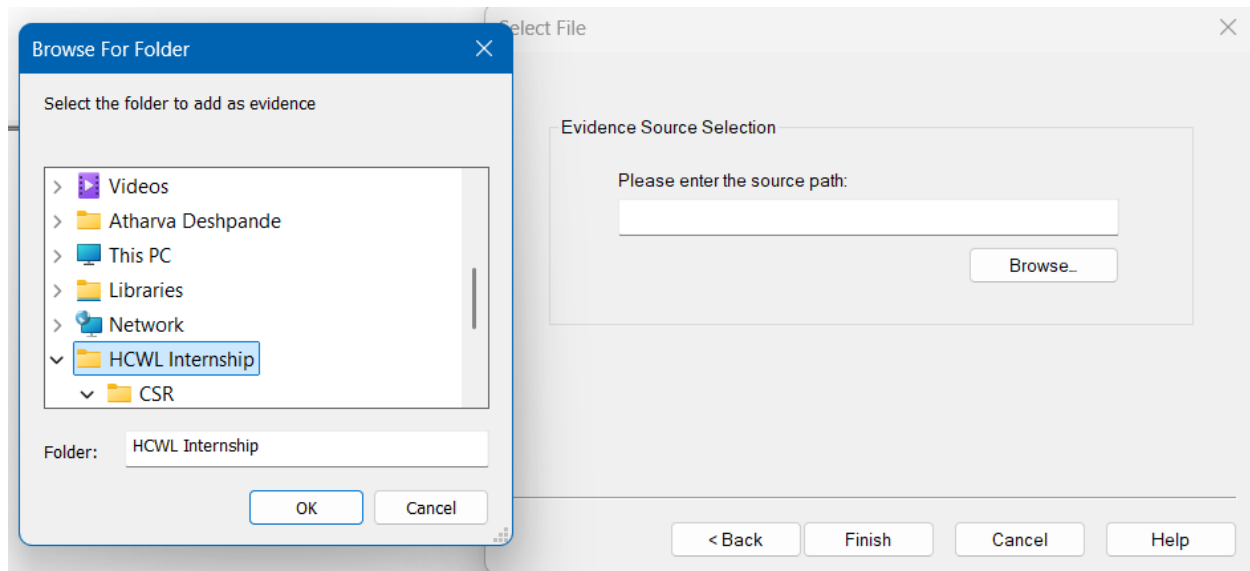 Browse For Folder
Select the folder to add as evidence
Videos
Atharva Deshpande
This PC
Libraries
Network
HCWL Internship
CSR
Folder: HCWL Internship
OK Cancel
elect File
Evidence Source Selection
Please enter the source path:
Browse...
< Back Finish Cancel Help